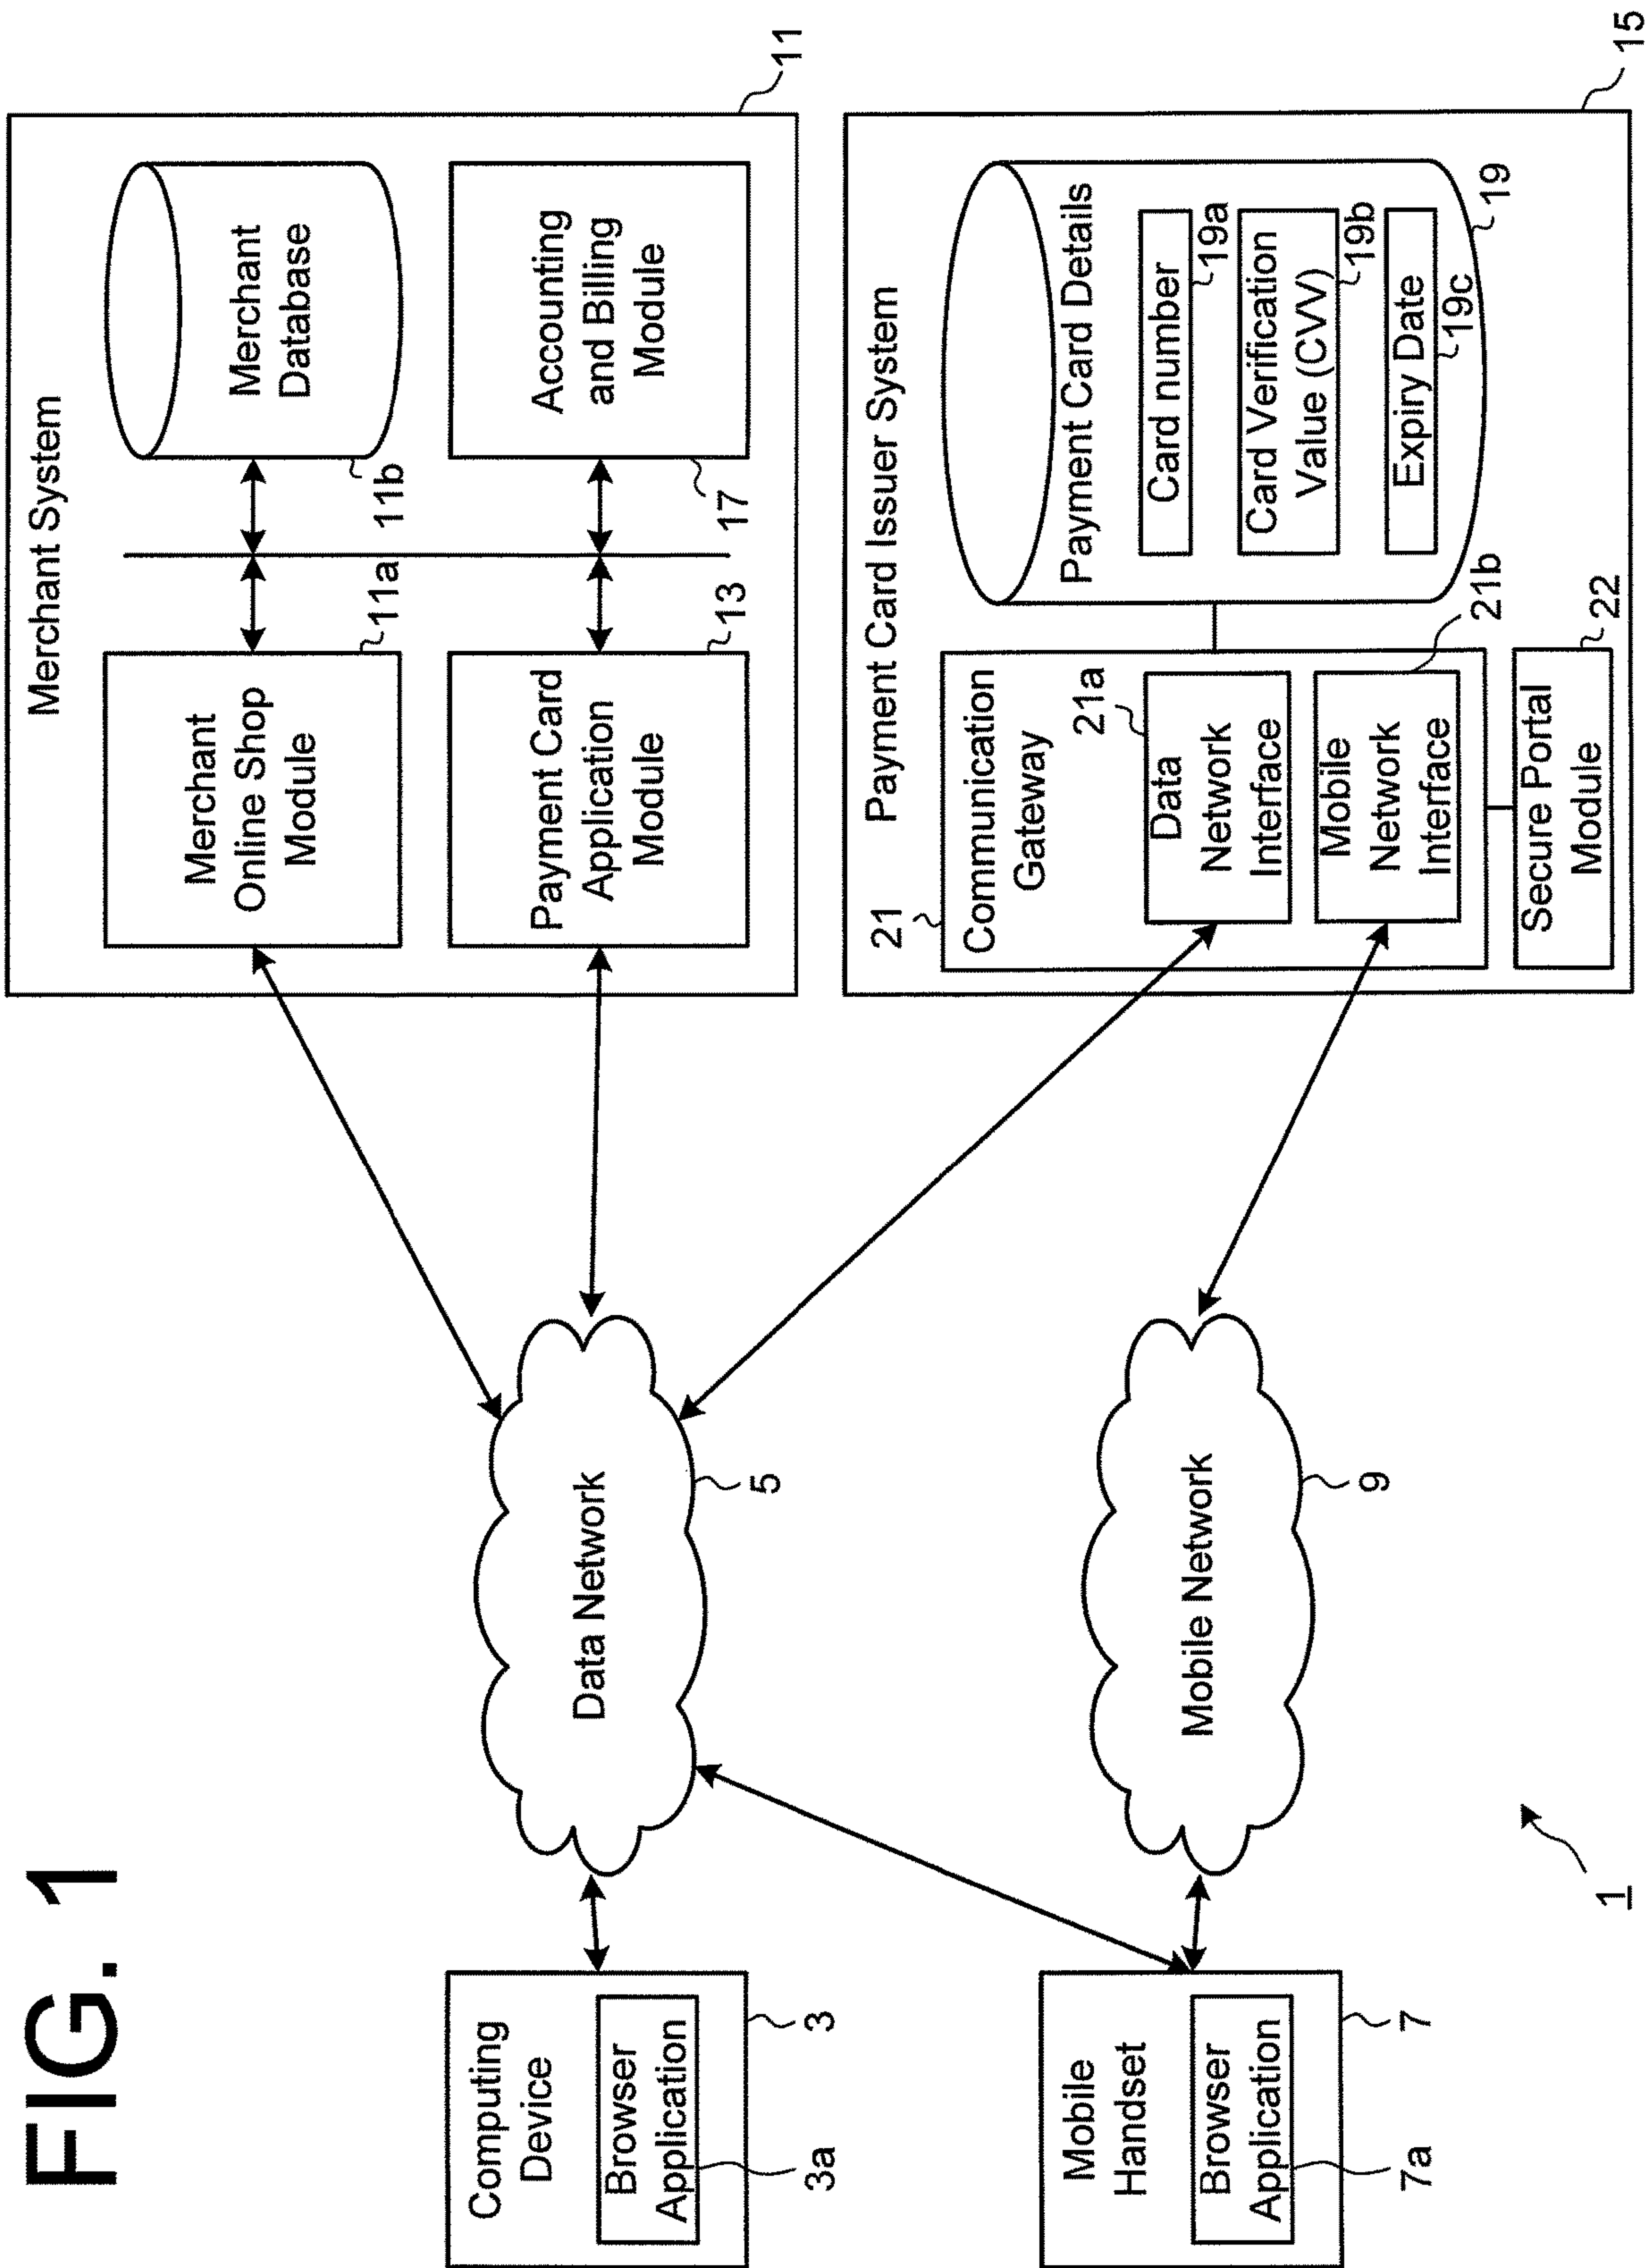 FIG. 1
Computing
Device
Browser
Application
3
3a
Mobile
Handset
Browser
Application
7
7a
Data Network
5
Mobile Network
9
1
Merchant System
11
Merchant
Online Shop
Module
11a
Merchant
Database
11b
Payment Card
Application
Module
13
Accounting
and Billing
Module
17
Payment Card Issuer System
15
21
Communication
Gateway
21a
Data
Network
Interface
Mobile
Network
Interface
21b
Secure Portal
Module
22
Payment Card Details
Card number
19a
Card Verification
Value (CVV)
19b
Expiry Date
19c
19